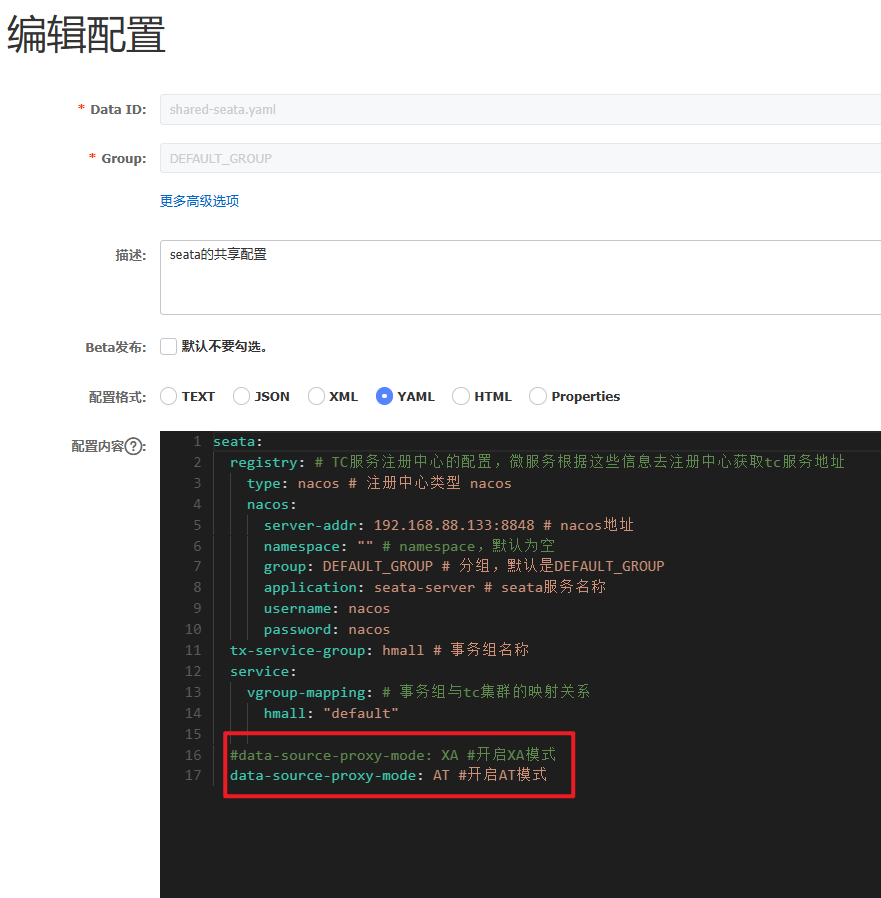 编辑配置
* Data ID: shared-seata.yaml
* Group: DEFAULT_GROUP
更多高级选项
描述: seata的共享配置
Beta发布: 默认不要勾选。
配置格式: TEXT JSON XML YAML HTML Properties
配置内容?:
1 seata:
2 registry: # TC服务注册中心的配置，微服务根据这些信息去注册中心获取tc服务地址
3 type: nacos # 注册中心类型 nacos
4 nacos:
5 server-addr: 192.168.88.133:8848 # nacos地址
6 namespace: "" # namespace，默认为空
7 group: DEFAULT_GROUP # 分组，默认是DEFAULT_GROUP
8 application: seata-server # seata服务名称
9 username: nacos
10 password: nacos
11 tx-service-group: hmall # 事务组名称
12 service:
13 vgroup-mapping: # 事务组与tc集群的映射关系
14 hmall: "default"
15
16 #data-source-proxy-mode: XA #开启XA模式
17 data-source-proxy-mode: AT #开启AT模式